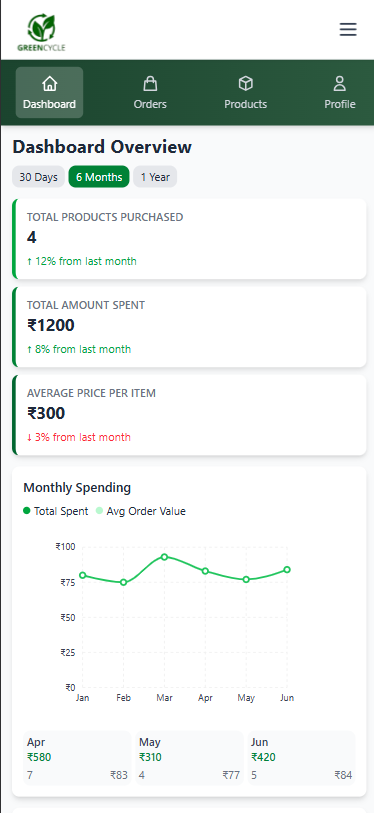 GREENCYCLE
Dashboard Orders Products Profile
Dashboard Overview
30 Days 6 Months 1 Year
TOTAL PRODUCTS PURCHASED
4
↑ 12% from last month
TOTAL AMOUNT SPENT
₹1200
↑ 8% from last month
AVERAGE PRICE PER ITEM
₹300
↓ 3% from last month
Monthly Spending
Total Spent Avg Order Value
₹100
₹75
₹50
₹25
₹0
Jan Feb Mar Apr May Jun
Apr May Jun
₹580 ₹310 ₹420
7 ₹83 4 ₹77 5 ₹84